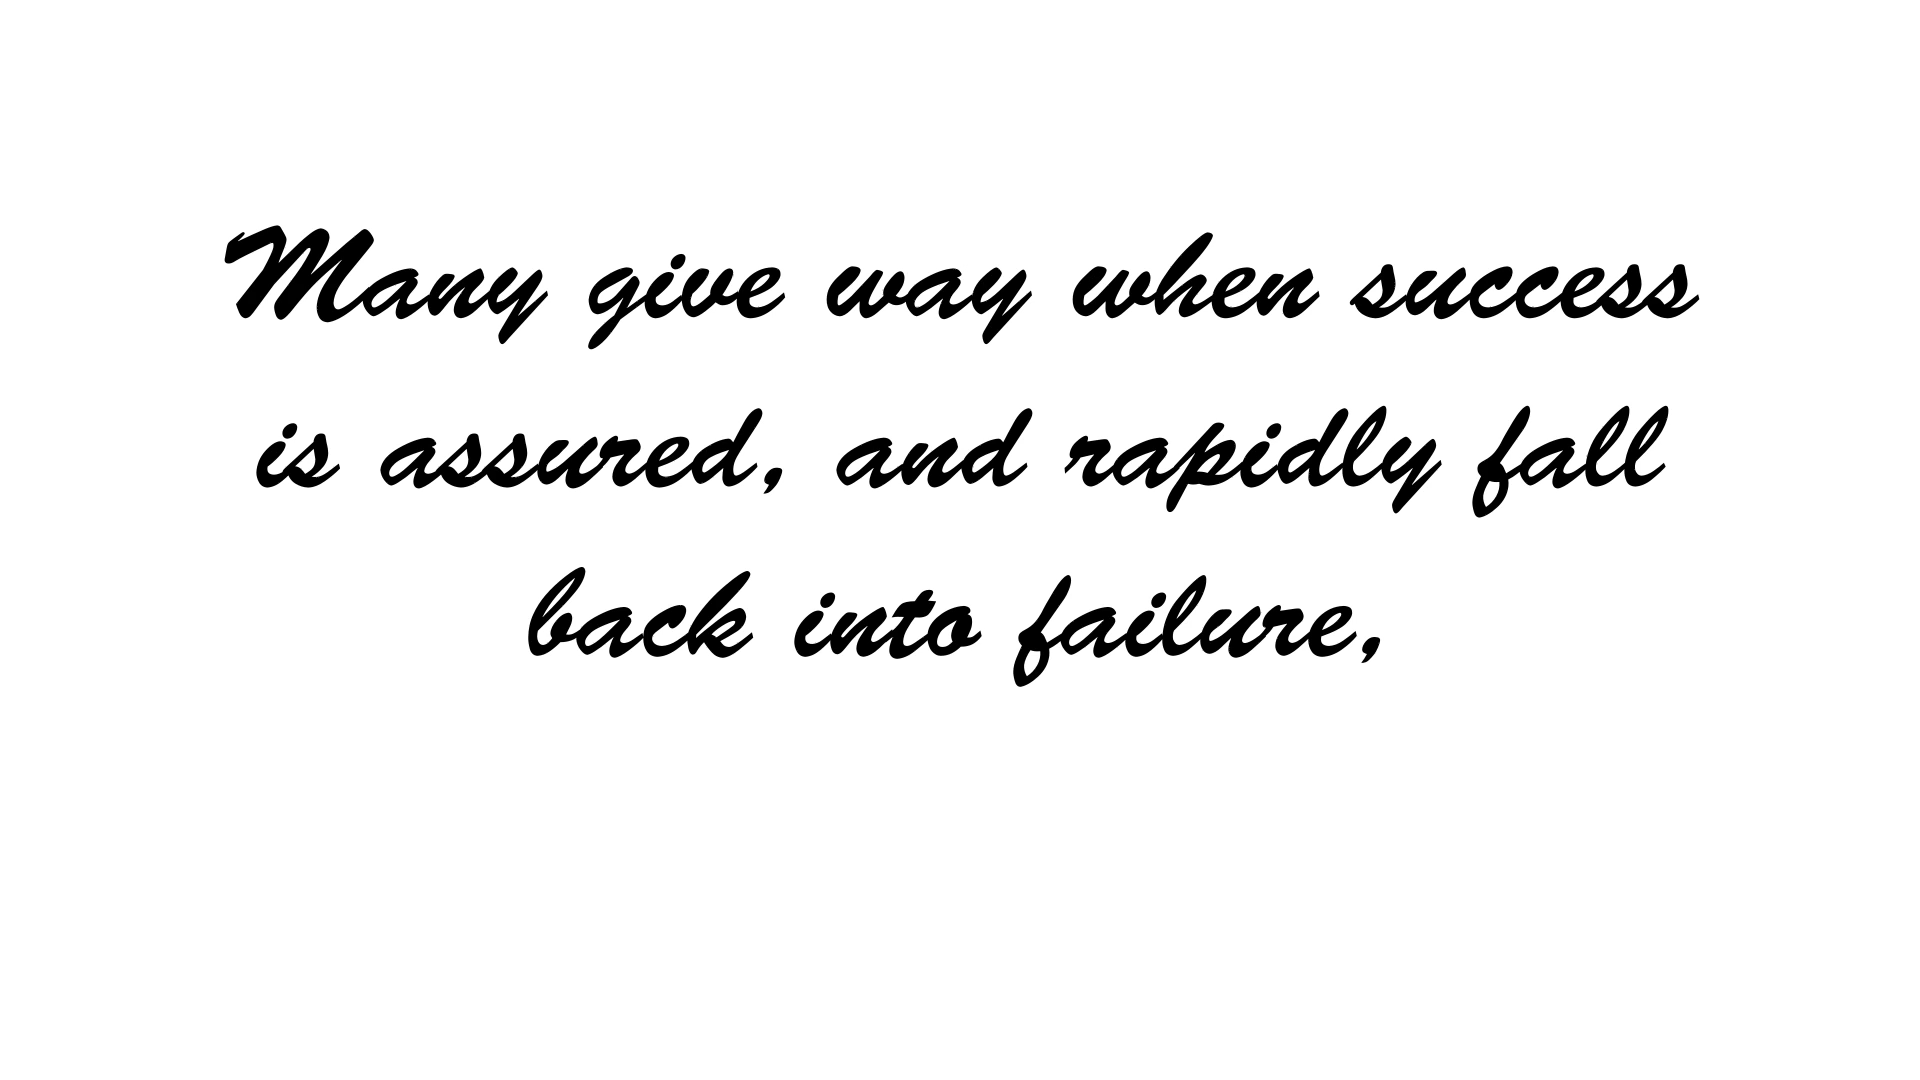 Many give way when success
is assured, and rapidly fall
back into failure,